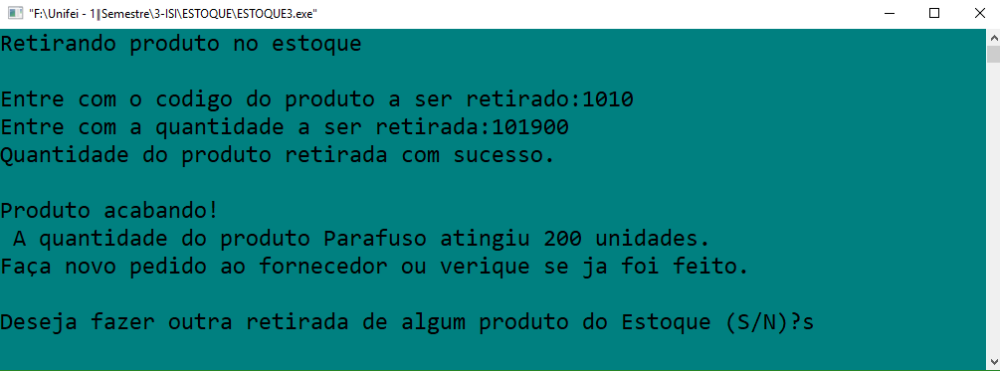 "F:\Unifei - 1║Semestre\3-ISI\ESTOQUE\ESTOQUE3.exe"
Retirando produto no estoque
Entre com o codigo do produto a ser retirado:1010
Entre com a quantidade a ser retirada:101900
Quantidade do produto retirada com sucesso.
Produto acabando!
A quantidade do produto Parafuso atingiu 200 unidades.
Faça novo pedido ao fornecedor ou verique se ja foi feito.
Deseja fazer outra retirada de algum produto do Estoque (S/N)?s